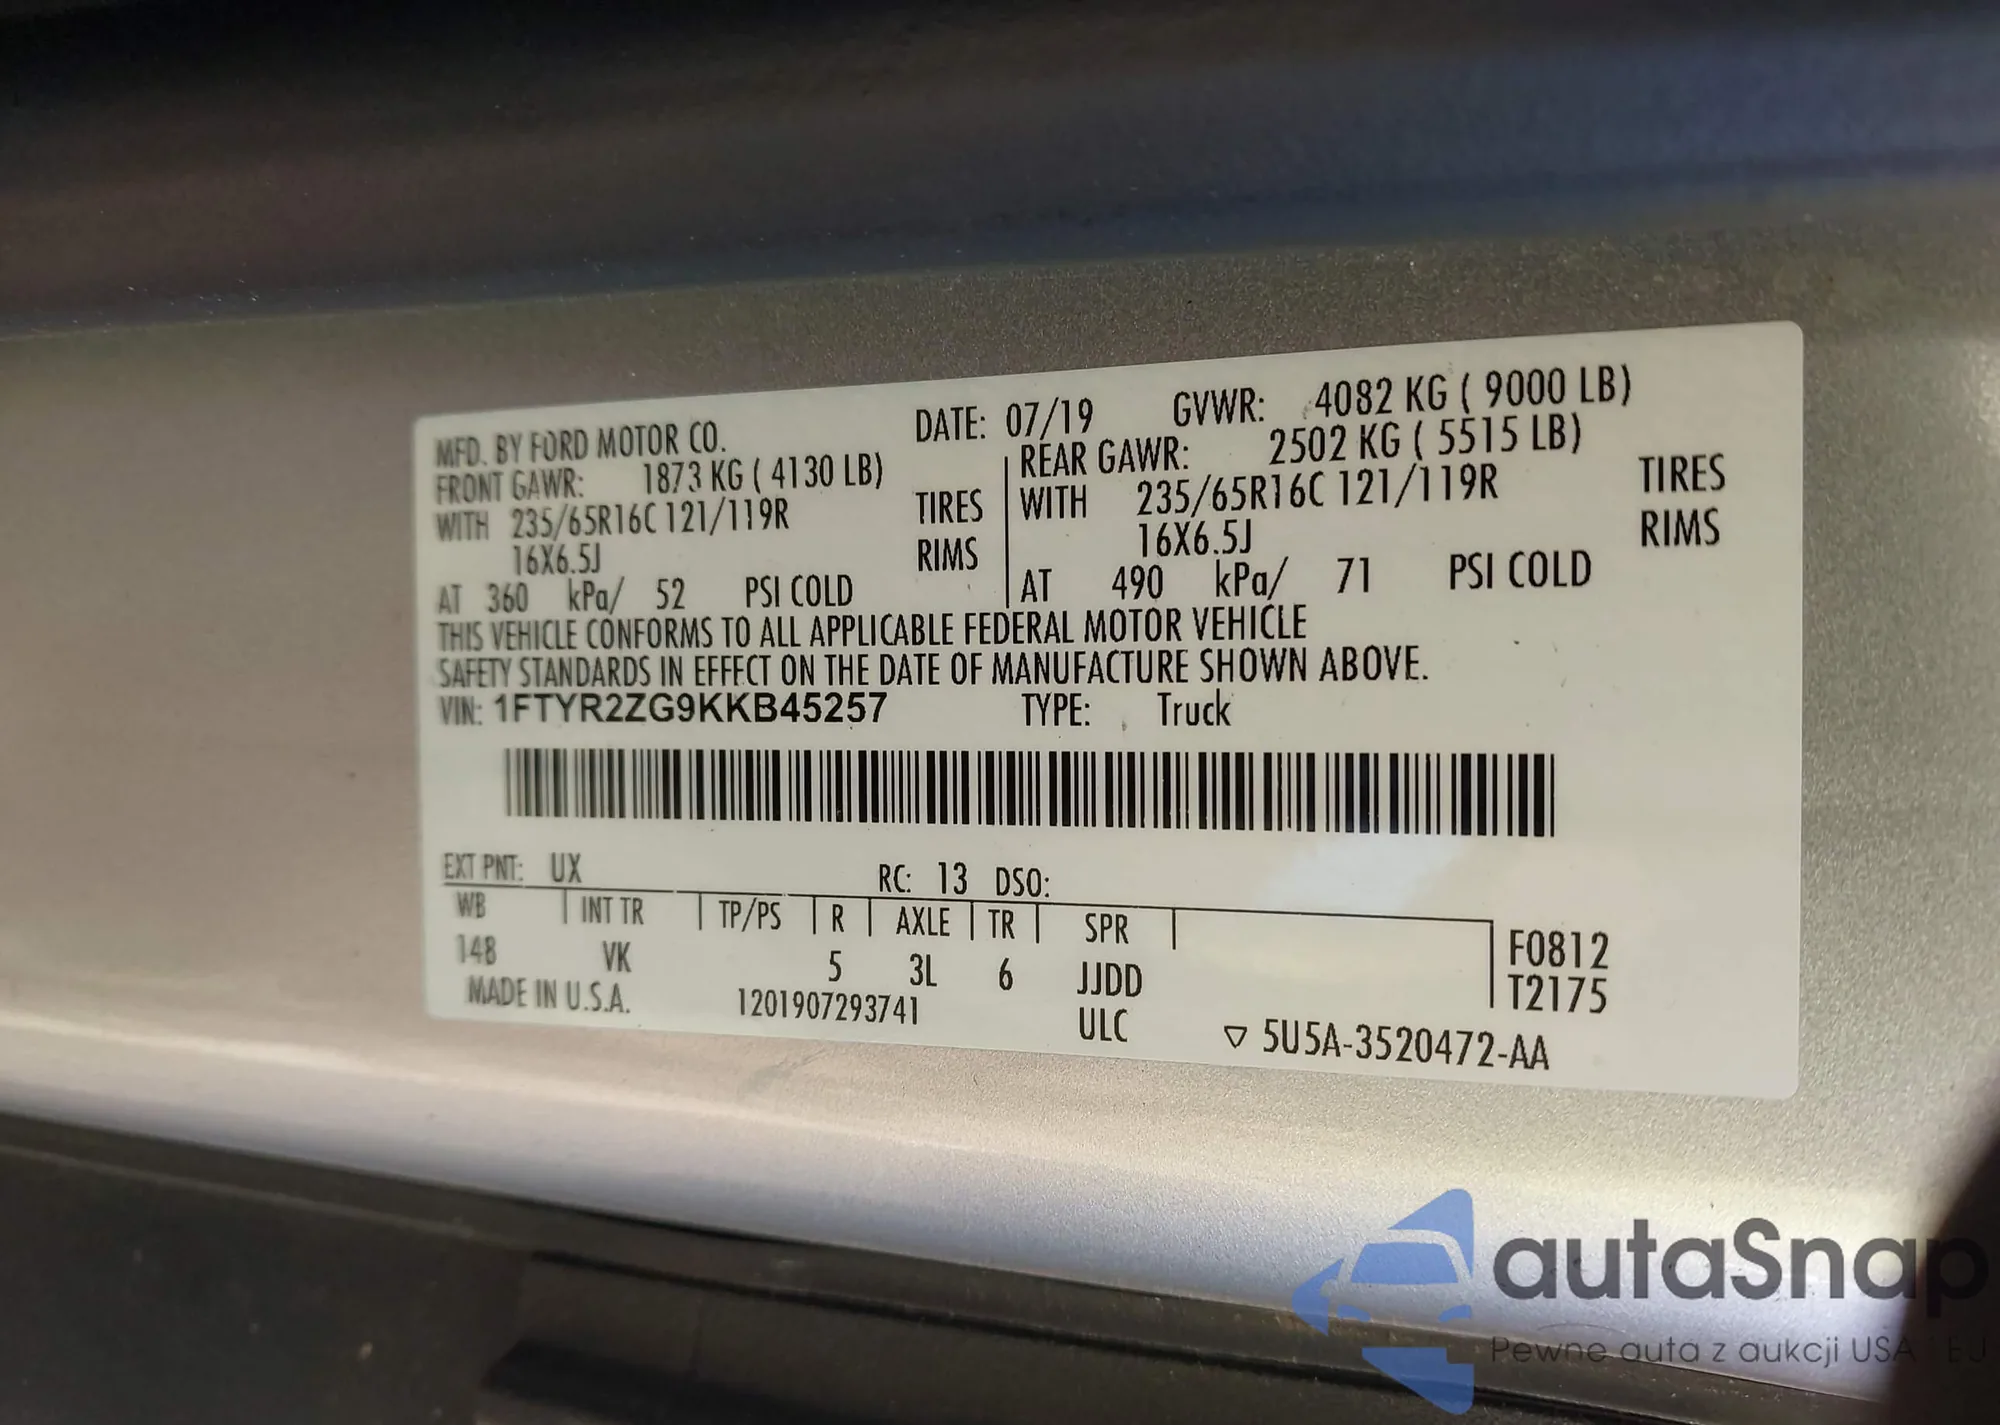 MFD. BY FORD MOTOR CO. DATE: 07/19 GVWR: 4082 KG ( 9000 LB)
FRONT GAWR: 1873 KG ( 4130 LB) REAR GAWR: 2502 KG ( 5515 LB)
WITH 235/65R16C 121/119R TIRES WITH 235/65R16C 121/119R TIRES
16X6.5J RIMS 16X6.5J RIMS
AT 360 kPa/ 52 PSI COLD AT 490 kPa/ 71 PSI COLD
THIS VEHICLE CONFORMS TO ALL APPLICABLE FEDERAL MOTOR VEHICLE
SAFETY STANDARDS IN EFFECT ON THE DATE OF MANUFACTURE SHOWN ABOVE.
VIN: 1FTYR2ZG9KKB45257 TYPE: Truck
EXT PNT: UX RC: 13 DSO:
WB INT TR TP/PS R AXLE TR SPR
148 VK 5 3L 6 JJDD
F0812
T2175
MADE IN U.S.A. 1201907293741 ULC ▽ 5U5A-3520472-AA
autaSnap
Pewne auta z aukcji USA i EU